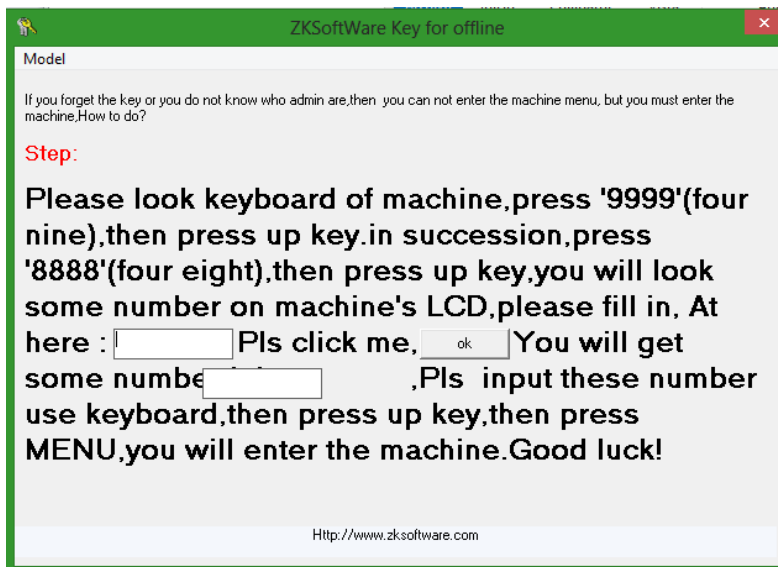 ZKSoftWare Key for offline
Model
If you forget the key or you do not know who admin are,then you can not enter the machine menu, but you must enter the
machine,How to do?
Step:
Please look keyboard of machine,press '9999'(four
nine),then press up key.in succession,press
'8888'(four eight),then press up key,you will look
some number on machine's LCD,please fill in, At
here : Pls click me, ok You will get
some ,Pls input these number
use keyboard,then press up key,then press
MENU,you will enter the machine.Good luck!
Http://www.zksoftware.com